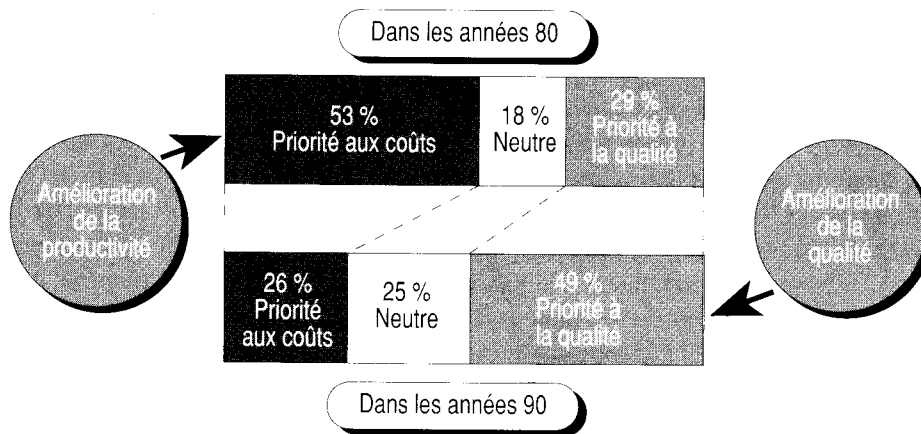 Dans les années 80
53 %
Priorité aux coûts
18 %
Neutre
29 %
Priorité à
la qualité
Amélioration
de la
productivité
Amélioration
de la
qualité
26 %
Priorité
aux coûts
25 %
Neutre
49 %
Priorité à
la qualité
Dans les années 90